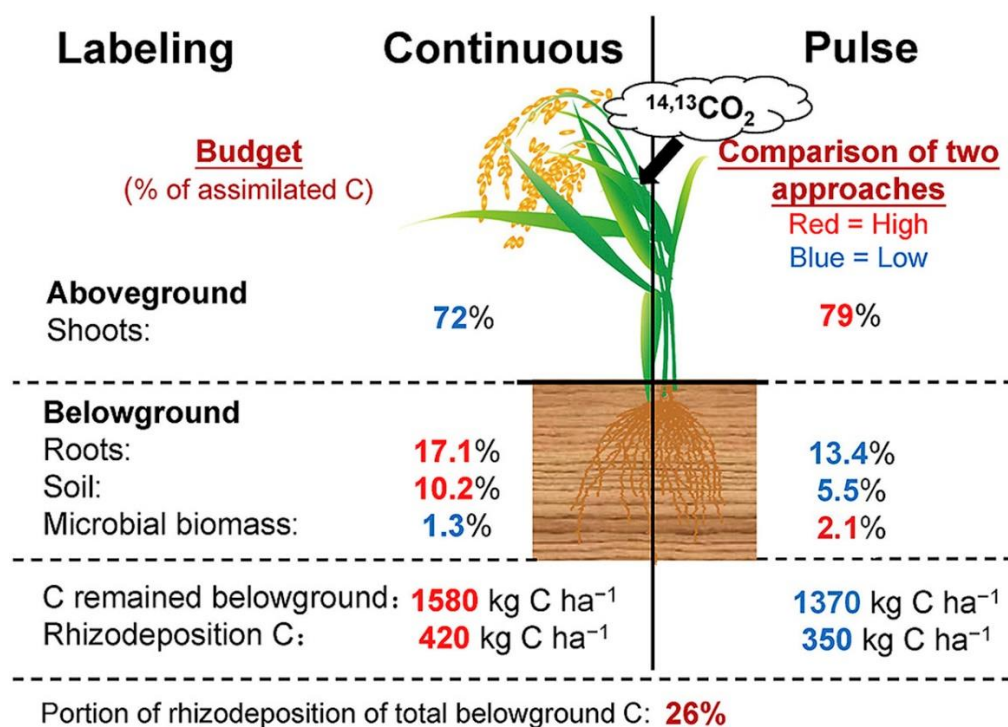 Labeling Continuous Pulse
¹⁴,¹³CO₂
Budget
(% of assimilated C)
Comparison of two
approaches
Red = High
Blue = Low
Aboveground
Shoots: 72% 79%
Belowground
Roots: 17.1% 13.4%
Soil: 10.2% 5.5%
Microbial biomass: 1.3% 2.1%
C remained belowground: 1580 kg C ha⁻¹ 1370 kg C ha⁻¹
Rhizodeposition C: 420 kg C ha⁻¹ 350 kg C ha⁻¹
Portion of rhizodeposition of total belowground C: 26%